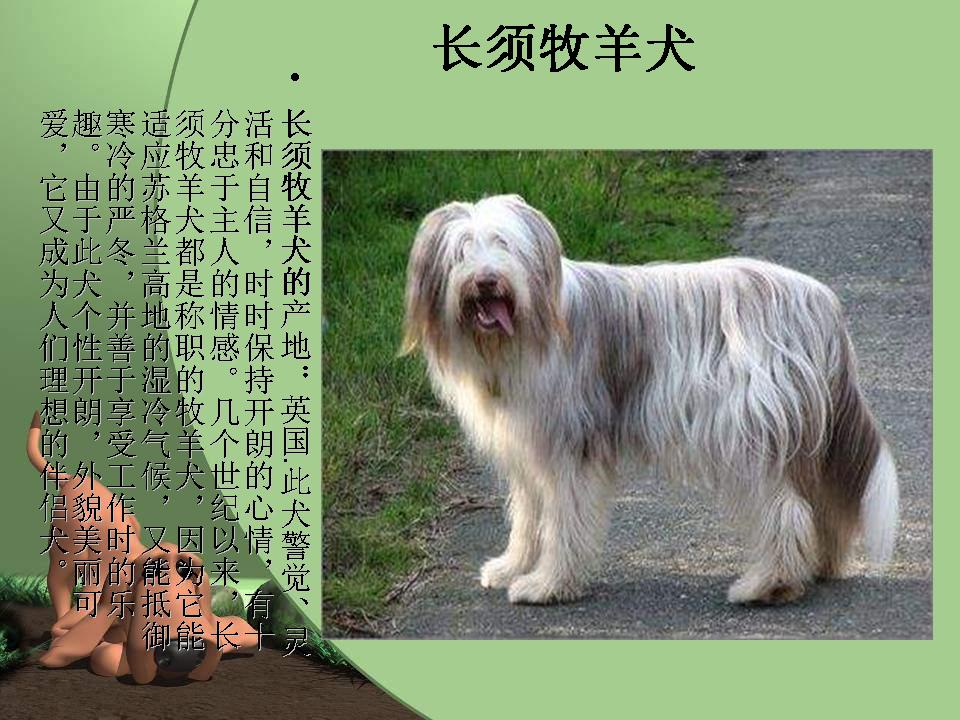 长须牧羊犬
• 长须牧羊犬的产地：英国.此犬警觉、灵
活和自信，时时保持开朗的心情，有十
分忠于主人的情感。几个世纪以来，长
须牧羊犬都是称职的牧羊犬，因为它能
适应苏格兰高地的湿冷气候，又能抵御
寒冷的严冬，并善于享受工作时的乐
趣。由于此犬个性开朗，外貌美丽可
爱，它又成为人们理想的伴侣犬。